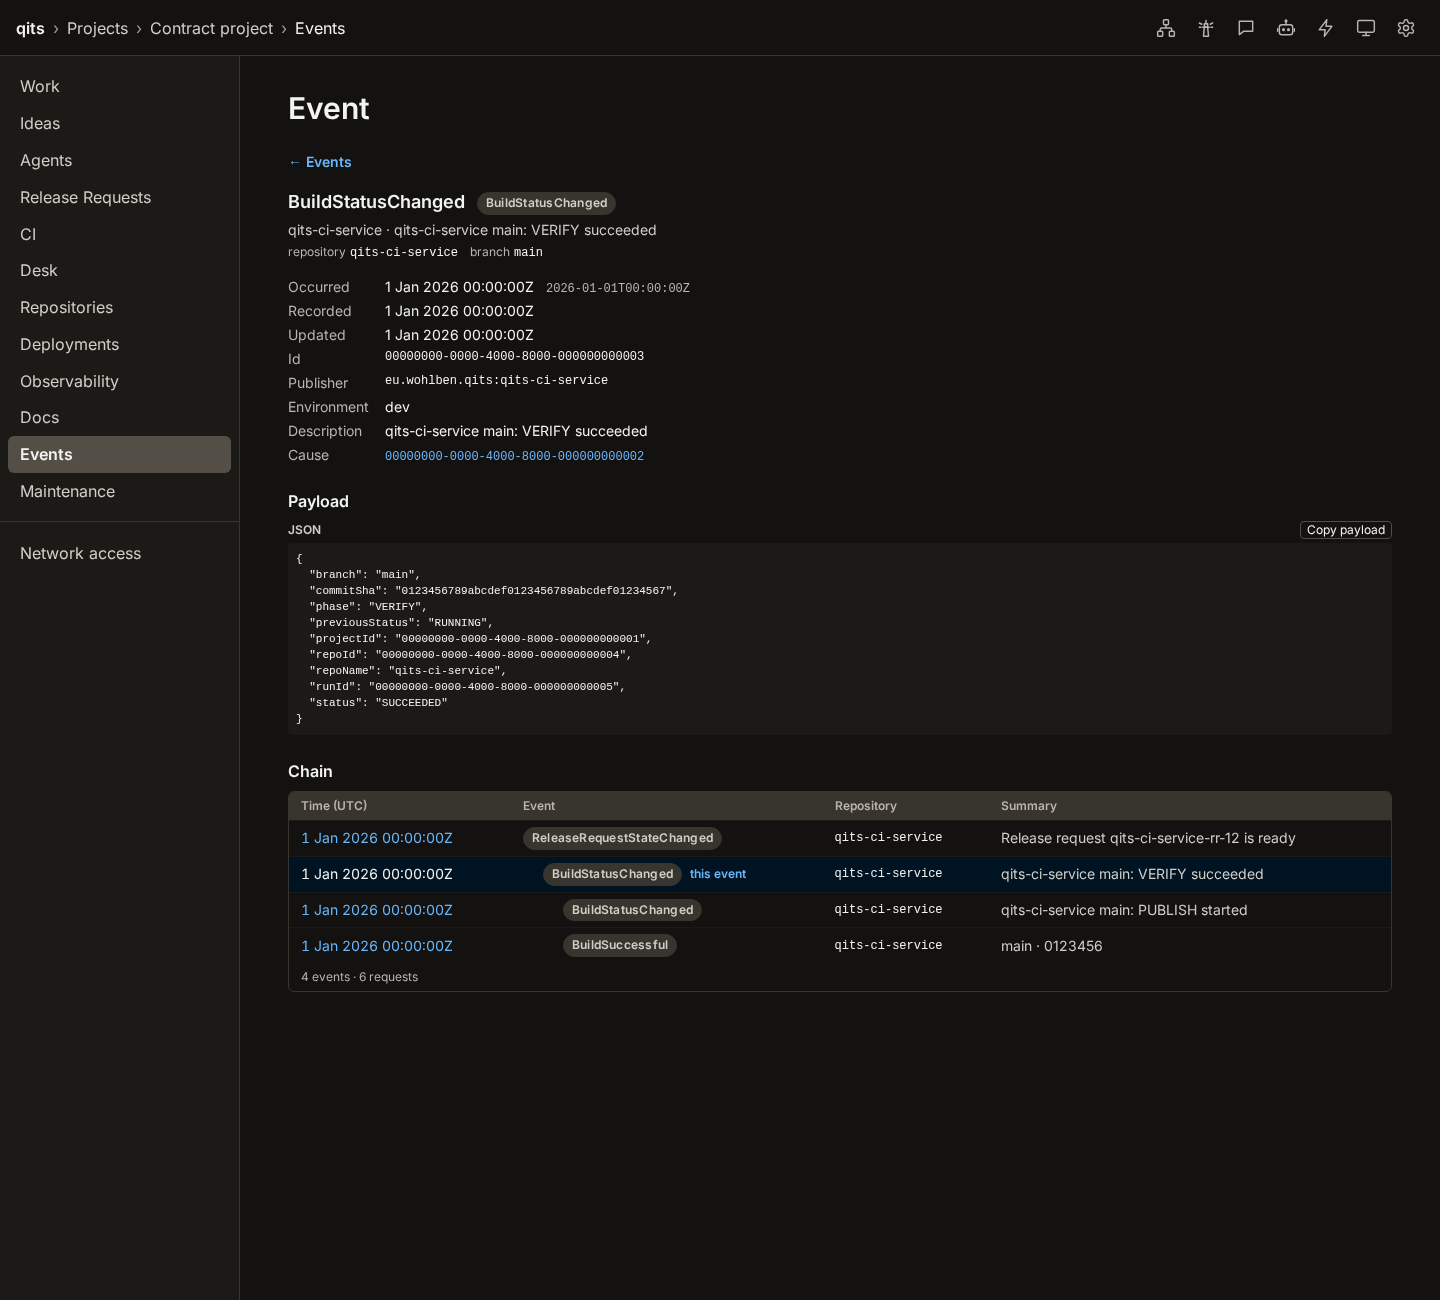 qits › Projects › Contract project › Events
Work
Ideas
Agents
Release Requests
CI
Desk
Repositories
Deployments
Observability
Docs
Events
Maintenance
Network access
Event
← Events
BuildStatusChanged BuildStatusChanged
qits-ci-service · qits-ci-service main: VERIFY succeeded
repository qits-ci-service branch main
Occurred 1 Jan 2026 00:00:00Z 2026-01-01T00:00:00Z
Recorded 1 Jan 2026 00:00:00Z
Updated 1 Jan 2026 00:00:00Z
Id 00000000-0000-4000-8000-000000000003
Publisher eu.wohlben.qits:qits-ci-service
Environment dev
Description qits-ci-service main: VERIFY succeeded
Cause 00000000-0000-4000-8000-000000000002
Payload
JSON Copy payload
{
"branch": "main",
"commitSha": "0123456789abcdef0123456789abcdef01234567",
"phase": "VERIFY",
"previousStatus": "RUNNING",
"projectId": "00000000-0000-4000-8000-000000000001",
"repoId": "00000000-0000-4000-8000-000000000004",
"repoName": "qits-ci-service",
"runId": "00000000-0000-4000-8000-000000000005",
"status": "SUCCEEDED"
}
Chain
Time (UTC) Event Repository Summary
1 Jan 2026 00:00:00Z ReleaseRequestStateChanged qits-ci-service Release request qits-ci-service-rr-12 is ready
1 Jan 2026 00:00:00Z BuildStatusChanged this event qits-ci-service qits-ci-service main: VERIFY succeeded
1 Jan 2026 00:00:00Z BuildStatusChanged qits-ci-service qits-ci-service main: PUBLISH started
1 Jan 2026 00:00:00Z BuildSuccessful qits-ci-service main · 0123456
4 events · 6 requests